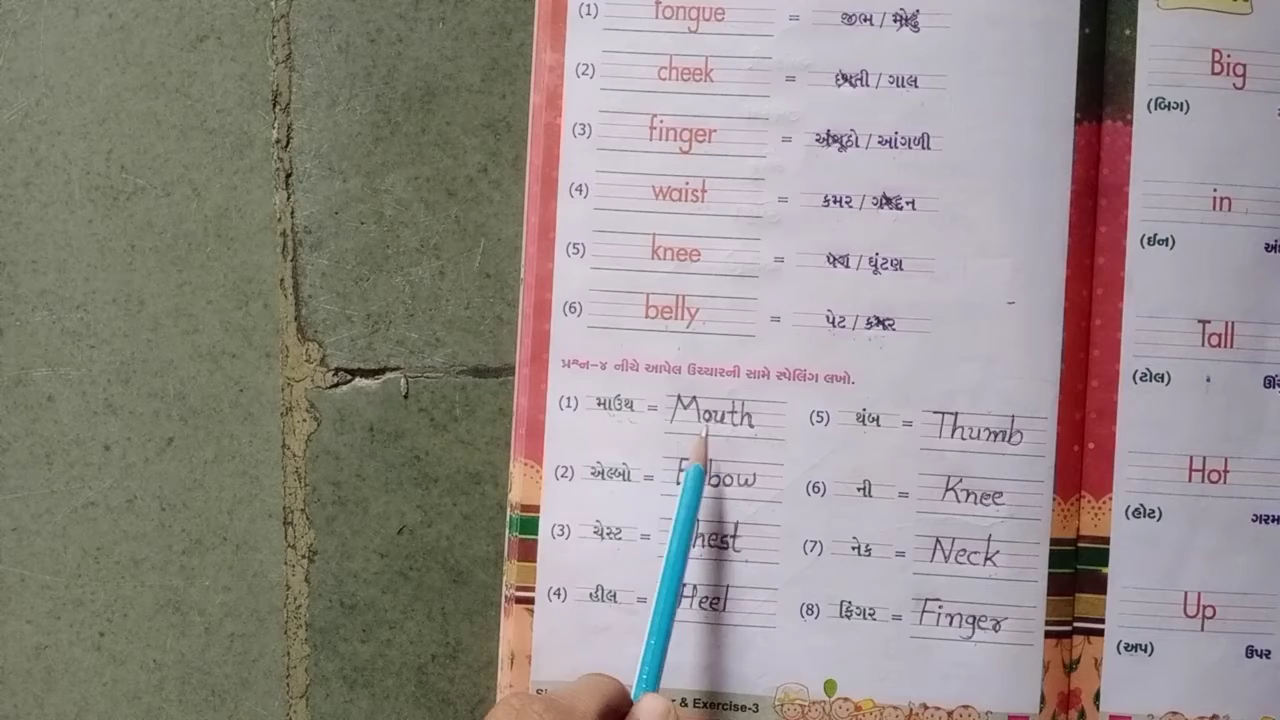 (1) Tongue = જીભ / મોઢું
(2) cheek = છાતી / ગાલ
(3) finger = અંગૂઠો / આંગળી
(4) waist = કમર / ગરદન
(5) knee = / ઘૂંટણ
(6) belly = પેટ / કમર
પ્રશ્ન-૪ નીચે આપેલ ઉચ્ચારની સામે સ્પેલિંગ લખો.
(1) માઉથ = Mouth (5) થંબ = Thumb
(2) એલ્બો = bow (6) ની = Knee
(3) ચેસ્ટ = hest (7) નેક = Neck
(4) હીલ = Heel (8) ફિંગર = Finger
& Exercise-3
Big
(બિગ)
in
(ઈન)
Tall
(ટોલ)
Hot
(હોટ) ગરમ
Up
(અપ) ઉપર